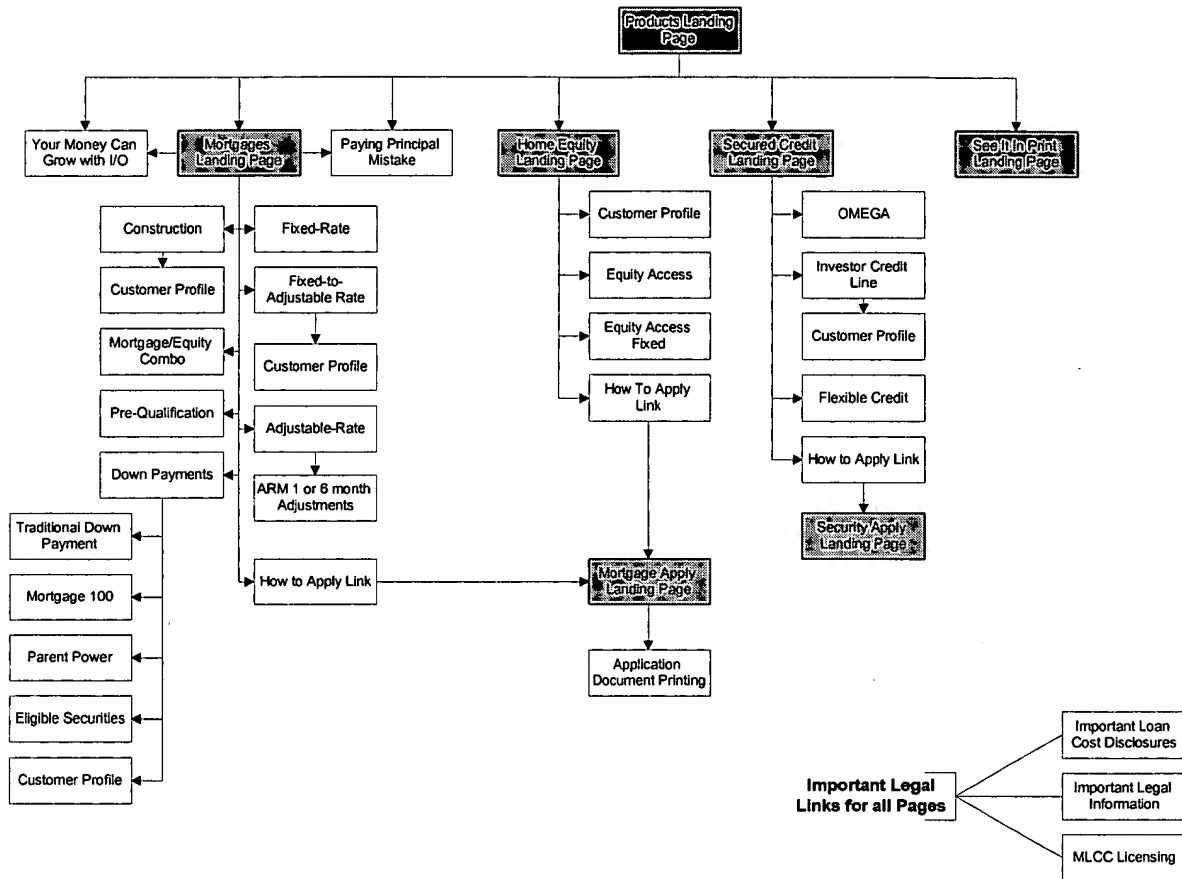 Products Landing
Page
Your Money Can
Grow with I/O
Mortgages
Landing Page
Paying Principal
Mistake
Home Equity
Landing Page
Secured Credit
Landing Page
See It In Print
Landing Page
Construction
Fixed-Rate
Customer Profile
Fixed-to-
Adjustable Rate
Mortgage/Equity
Combo
Customer Profile
Pre-Qualification
Adjustable-Rate
Down Payments
ARM 1 or 6 month
Adjustments
Traditional Down
Payment
Mortgage 100
Parent Power
Eligible Securities
Customer Profile
How to Apply Link
Customer Profile
Equity Access
Equity Access
Fixed
How To Apply
Link
Mortgage Apply
Landing Page
Application
Document Printing
OMEGA
Investor Credit
Line
Customer Profile
Flexible Credit
How to Apply Link
Security Apply
Landing Page
Important Legal
Links for all Pages
Important Loan
Cost Disclosures
Important Legal
Information
MLCC Licensing